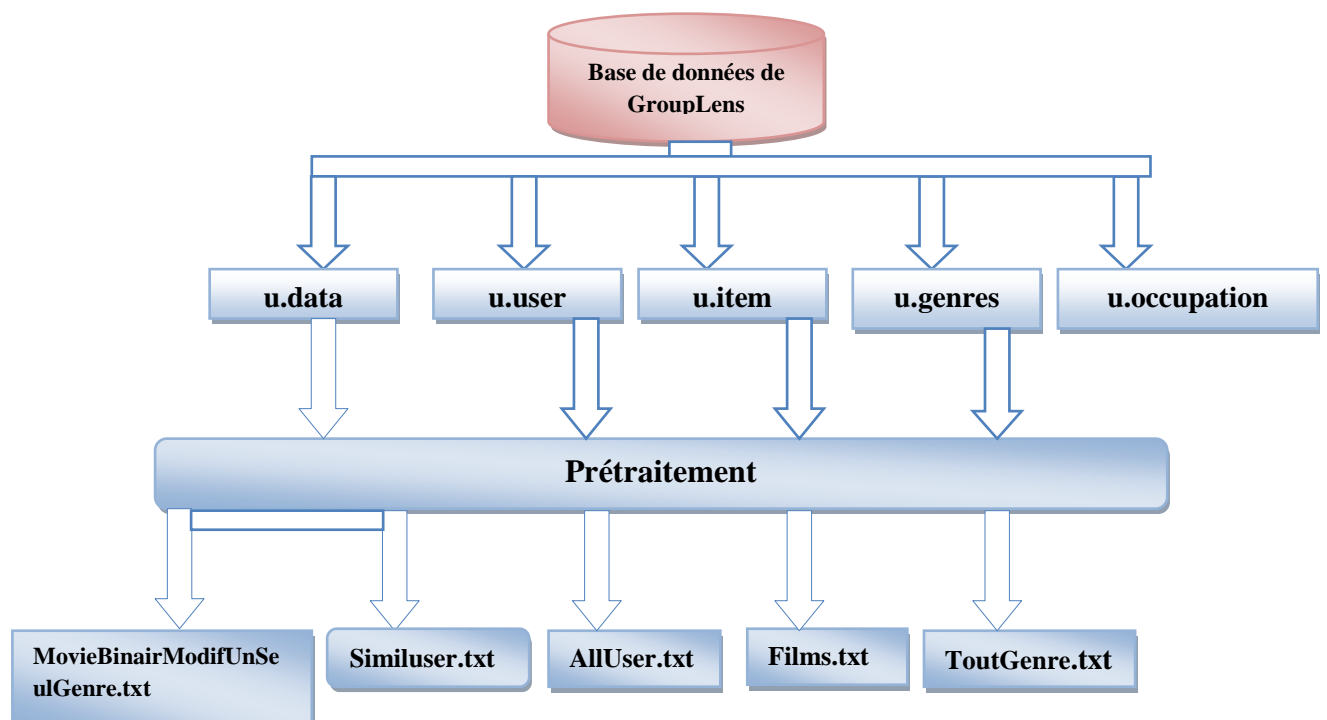 Base de données de
GroupLens
u.data
u.user
u.item
u.genres
u.occupation
Prétraitement
MovieBinairModifUnSe
ulGenre.txt
Similuser.txt
AllUser.txt
Films.txt
ToutGenre.txt